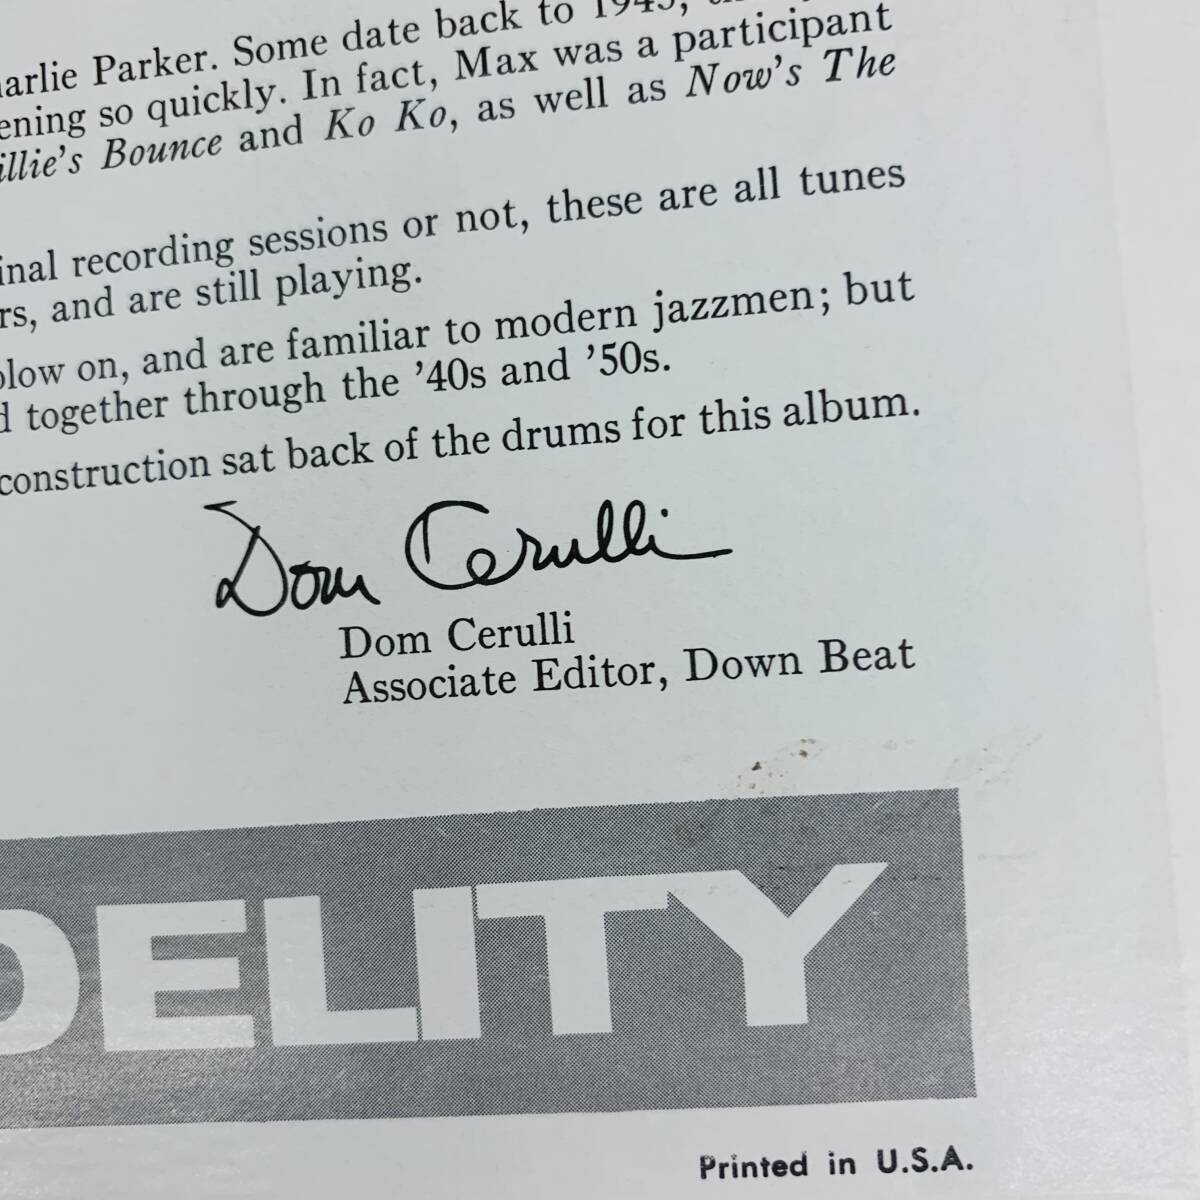 arlie Parker. Some date back to 1945,
ening so quickly. In fact, Max was a participant
illie's Bounce and Ko Ko, as well as Now's The
inal recording sessions or not, these are all tunes
rs, and are still playing.
blow on, and are familiar to modern jazzmen; but
d together through the '40s and '50s.
construction sat back of the drums for this album.
Dom Cerulli
Dom Cerulli
Associate Editor, Down Beat
DELITY
Printed in U.S.A.